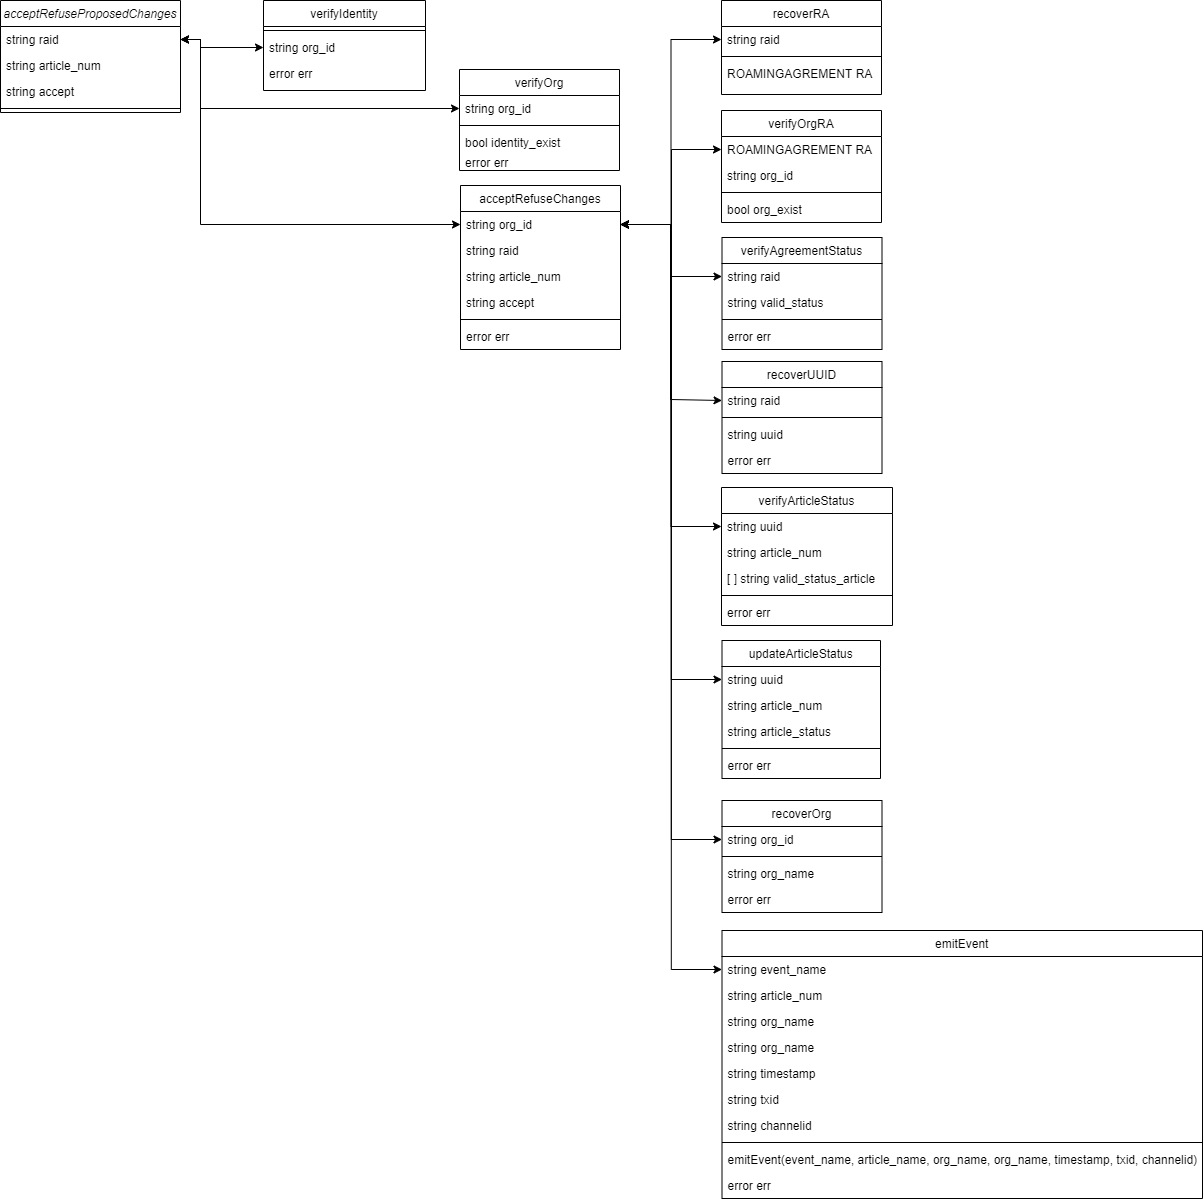 acceptRefuseProposedChanges
string raid
string article_num
string accept
verifyIdentity
string org_id
error err
verifyOrg
string org_id
bool identity_exist
error err
acceptRefuseChanges
string org_id
string raid
string article_num
string accept
error err
recoverRA
string raid
ROAMINGAGREMENT RA
verifyOrgRA
ROAMINGAGREMENT RA
string org_id
bool org_exist
verifyAgreementStatus
string raid
string valid_status
error err
recoverUUID
string raid
string uuid
error err
verifyArticleStatus
string uuid
string article_num
[ ] string valid_status_article
error err
updateArticleStatus
string uuid
string article_num
string article_status
error err
recoverOrg
string org_id
string org_name
error err
emitEvent
string event_name
string article_num
string org_name
string org_name
string timestamp
string txid
string channelid
emitEvent(event_name, article_name, org_name, org_name, timestamp, txid, channelid)
error err